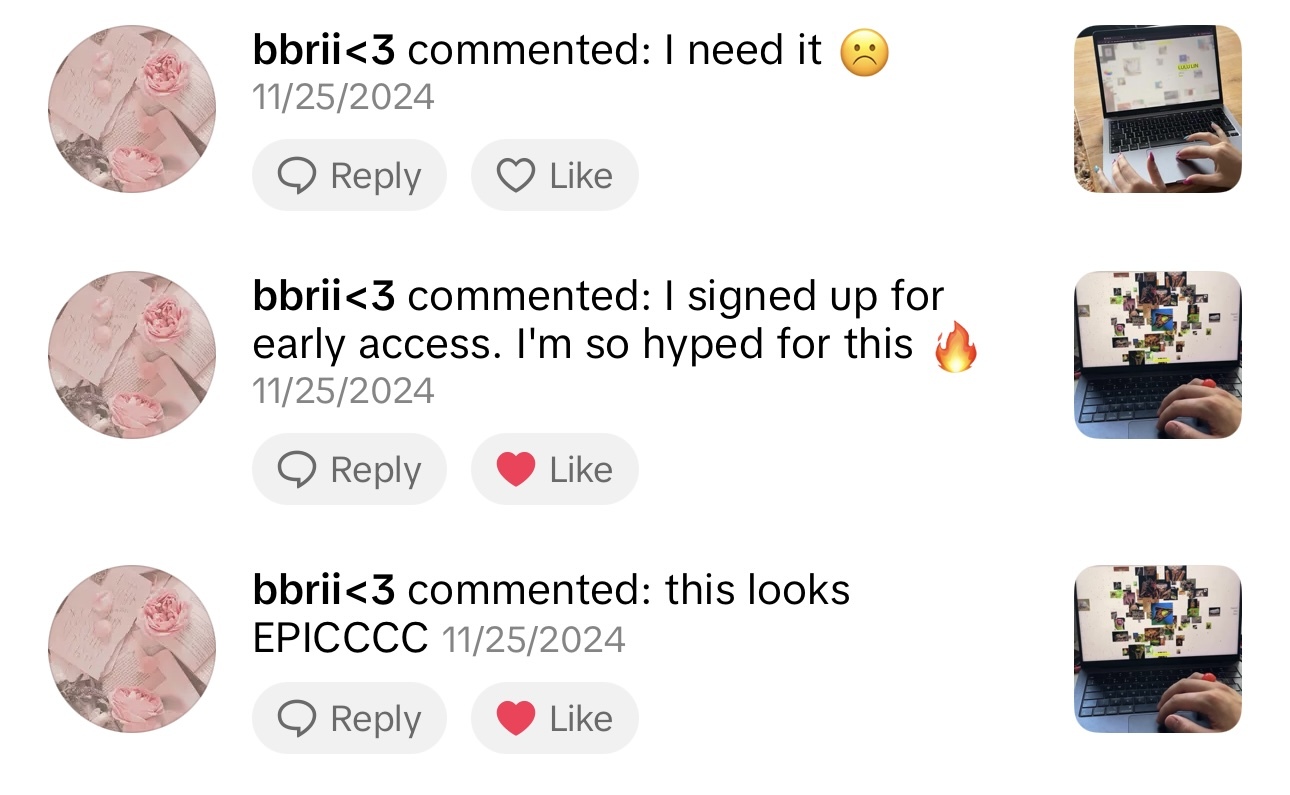 bbrii<3 commented: I need it ☹️
11/25/2024
Reply Like
bbrii<3 commented: I signed up for
early access. I'm so hyped for this 🔥
11/25/2024
Reply Like
bbrii<3 commented: this looks
EPICCCC 11/25/2024
Reply Like